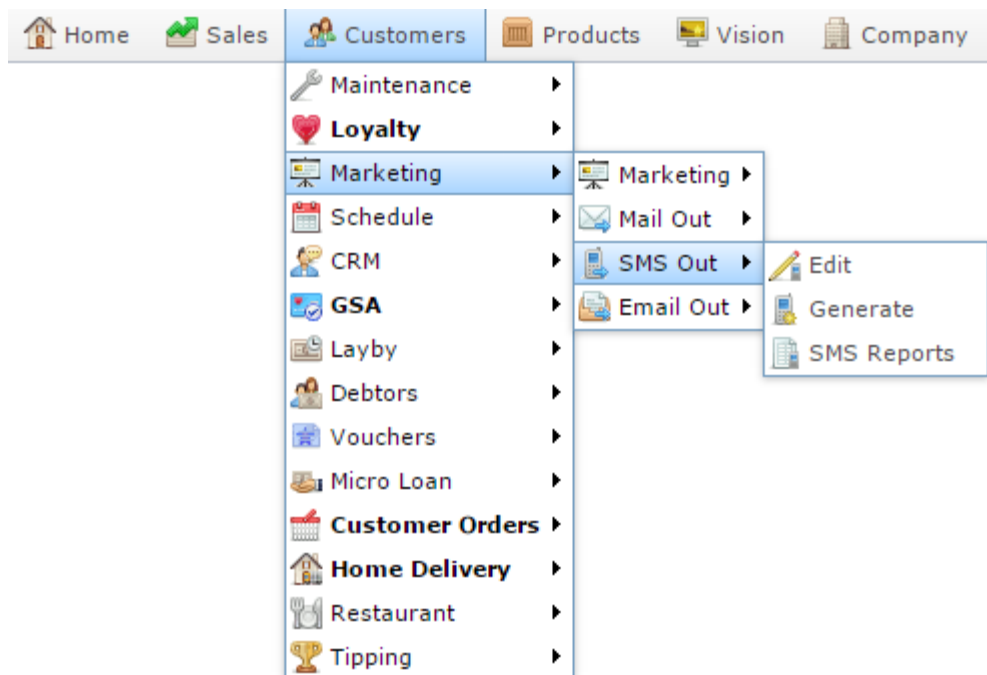 Home Sales Customers Products Vision Company
Maintenance
Loyalty
Marketing
Schedule
CRM
GSA
Layby
Debtors
Vouchers
Micro Loan
Customer Orders
Home Delivery
Restaurant
Tipping
Marketing
Mail Out
SMS Out
Email Out
Edit
Generate
SMS Reports